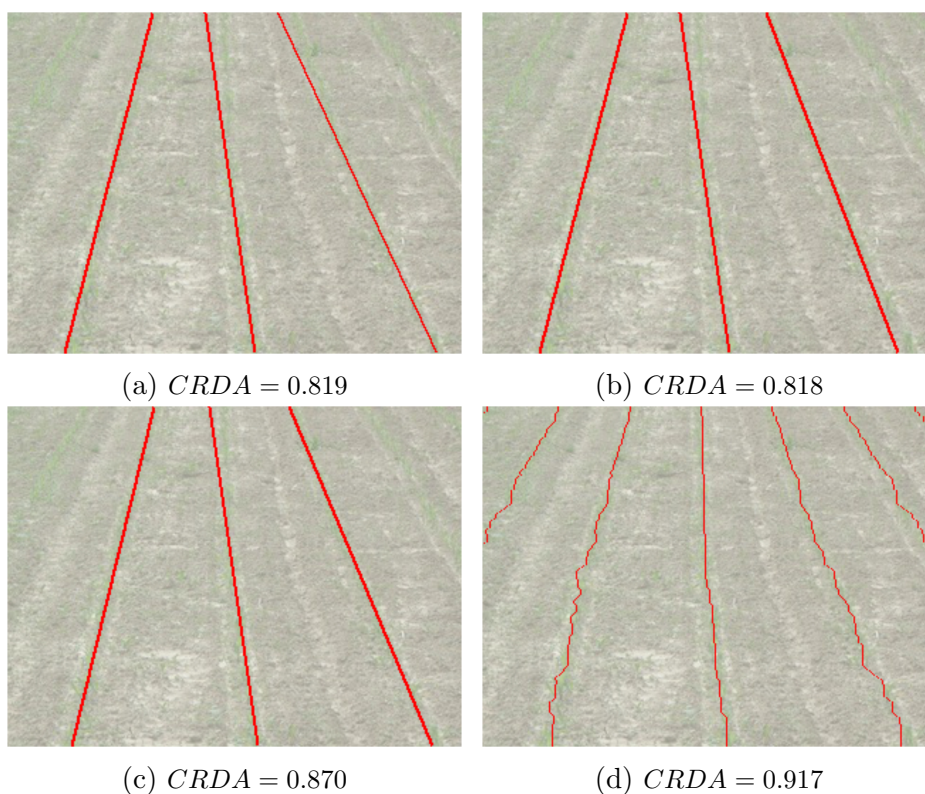 (a) CRDA = 0.819
(b) CRDA = 0.818
(c) CRDA = 0.870
(d) CRDA = 0.917